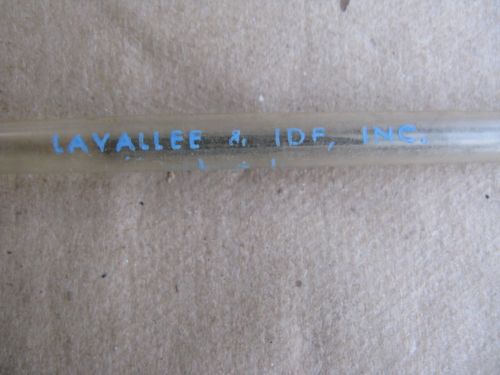 LAVALLEE & IDE, INC.